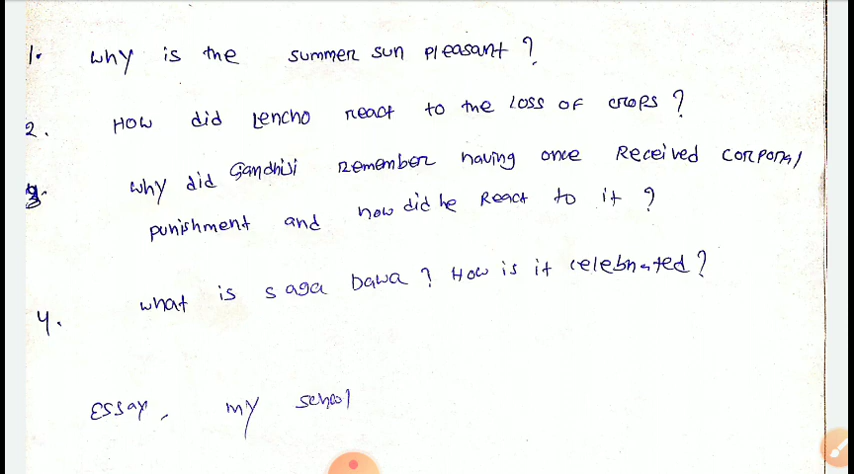 1. Why is the summer sun pleasant ?
2. How did Lencho react to the loss of crops ?
3. Why did Gandhiji remember having once Received corporal
punishment and how did he React to it ?
4. what is saga Dawa ? How is it celebrated ?
Essay. my school